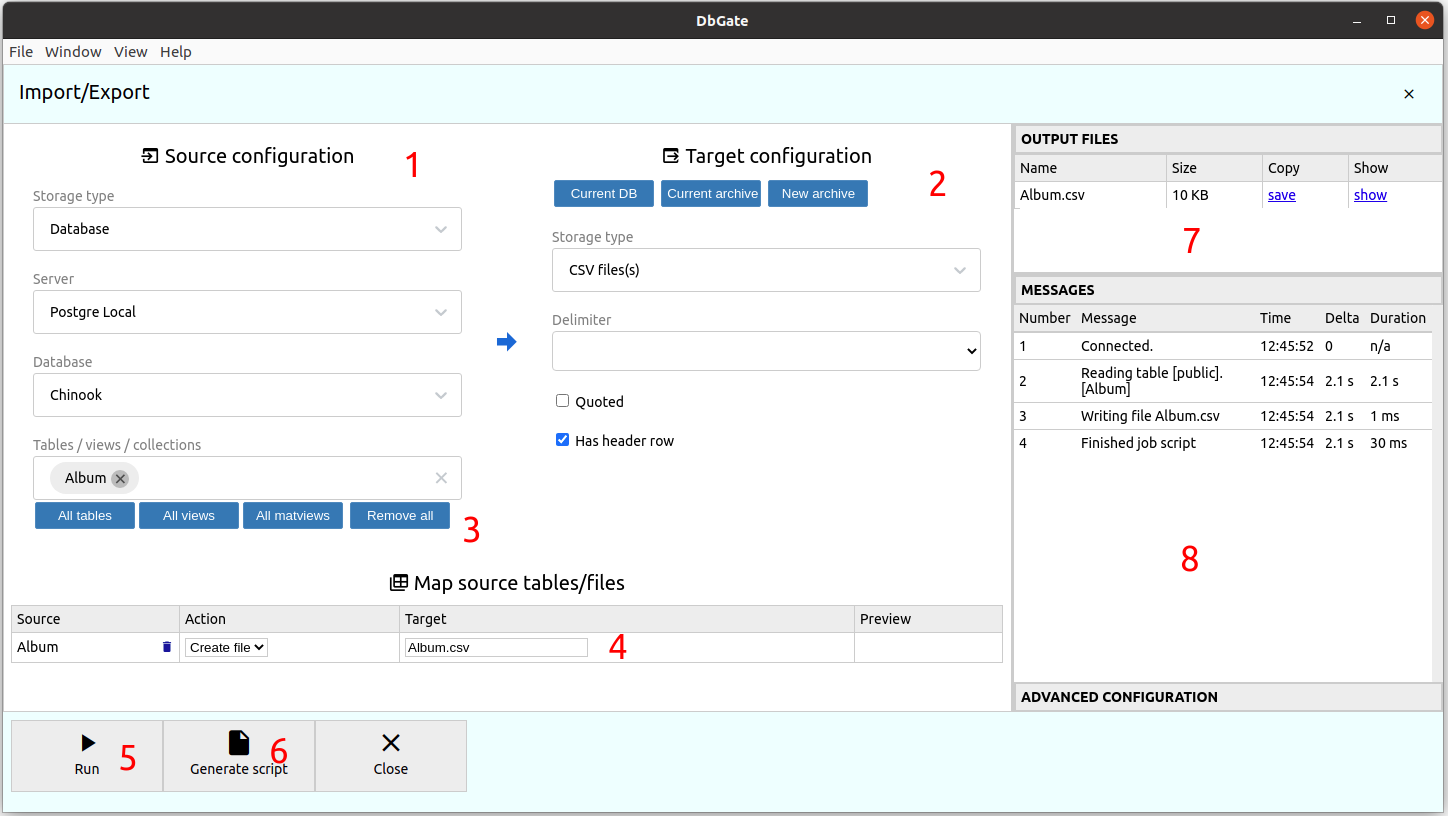 DbGate
File Window View Help
Import/Export
Source configuration
1
Storage type
Database
Server
Postgre Local
Database
Chinook
Tables / views / collections
Album
All tables All views All matviews Remove all
3
Target configuration
2
Current DB Current archive New archive
Storage type
CSV files(s)
Delimiter
Quoted
Has header row
Map source tables/files
Source Action Target Preview
Album Create file Album.csv
4
Run
5
Generate script
6
Close
OUTPUT FILES
Name Size Copy Show
Album.csv 10 KB save show
7
MESSAGES
Number Message Time Delta Duration
1 Connected. 12:45:52 0 n/a
2 Reading table [public].
[Album] 12:45:54 2.1 s 2.1 s
3 Writing file Album.csv 12:45:54 2.1 s 1 ms
4 Finished job script 12:45:54 2.1 s 30 ms
8
ADVANCED CONFIGURATION